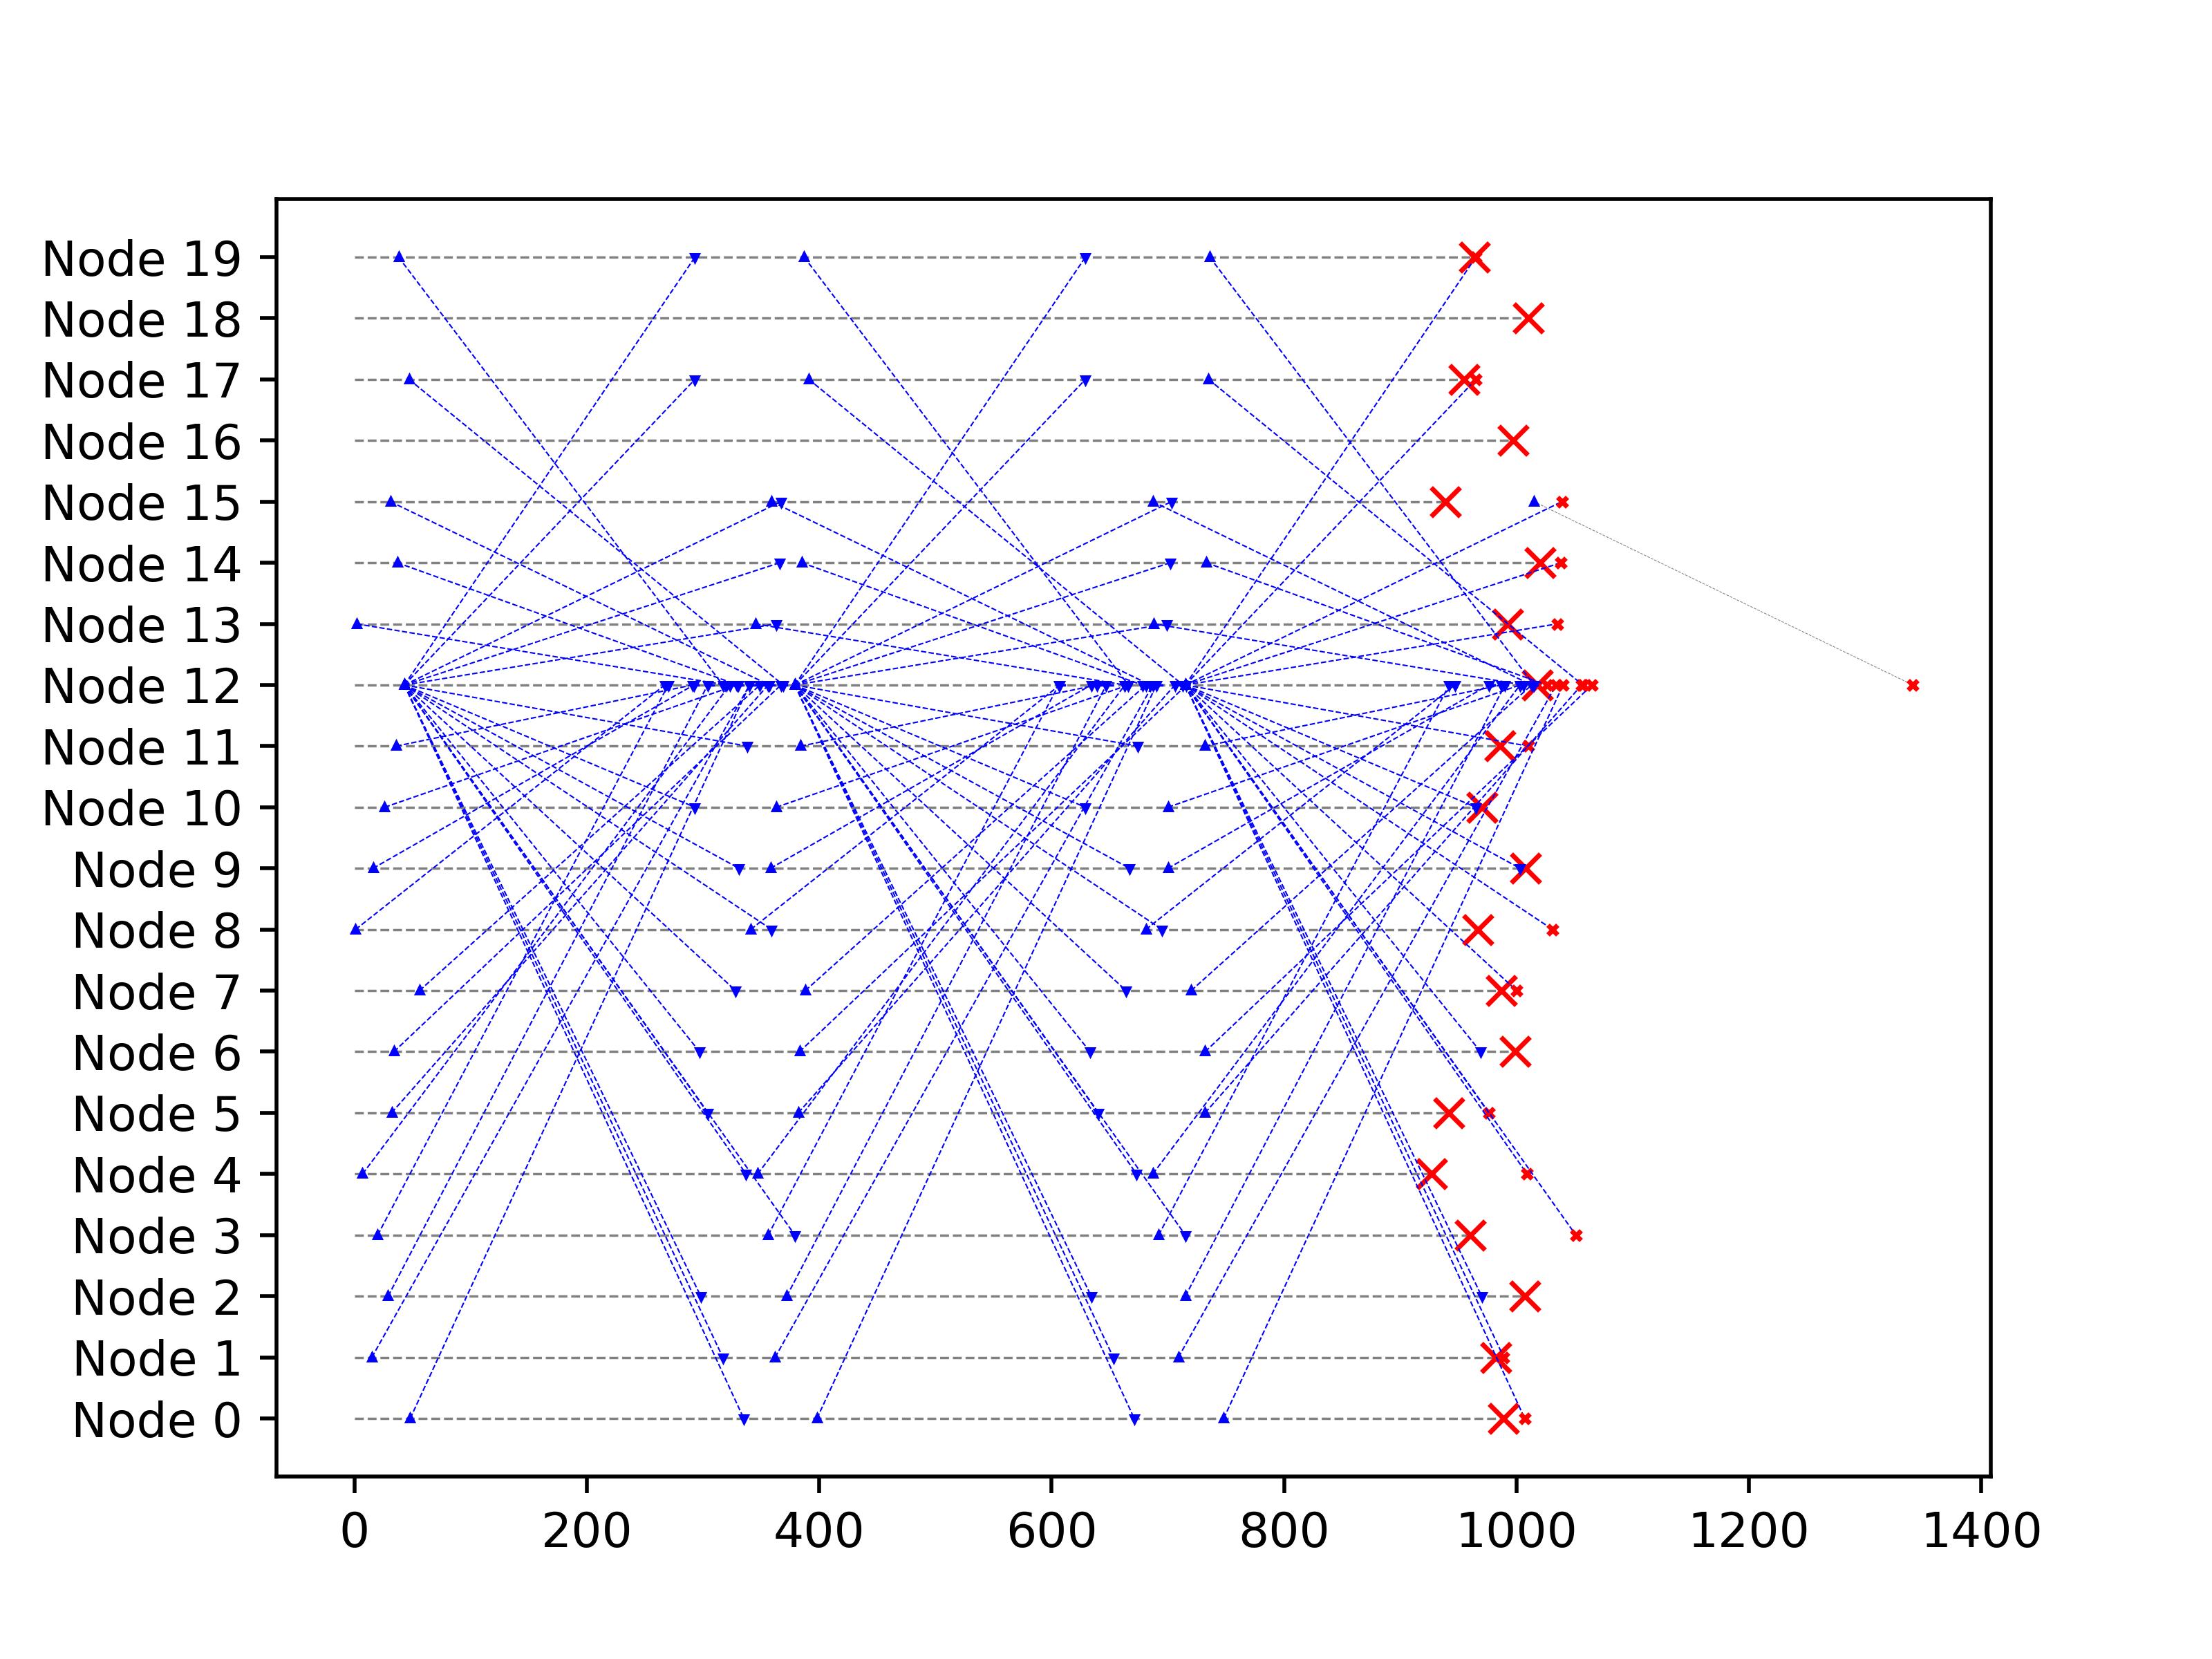 Node 19
Node 18
Node 17
Node 16
Node 15
Node 14
Node 13
Node 12
Node 11
Node 10
Node 9
Node 8
Node 7
Node 6
Node 5
Node 4
Node 3
Node 2
Node 1
Node 0
0 200 400 600 800 1000 1200 1400